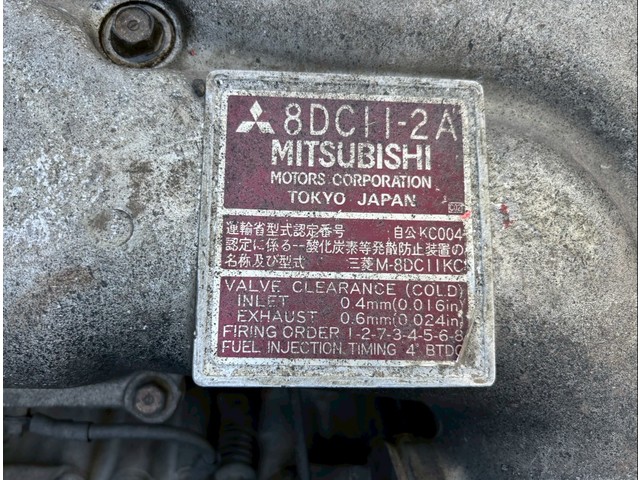 8DC11-2A
MITSUBISHI
MOTORS CORPORATION
TOKYO JAPAN
運輸省型式認定番号 自公KC004
認定に係る一酸化炭素等発散防止装置の
名称及び型式 三菱M-8DC11KC
VALVE CLEARANCE (COLD)
INLET 0.4mm(0.016in)
EXHAUST 0.6mm(0.024in
FIRING ORDER 1-2-7-3-4-5-6-8
FUEL INJECTION TIMING 4° BTDC